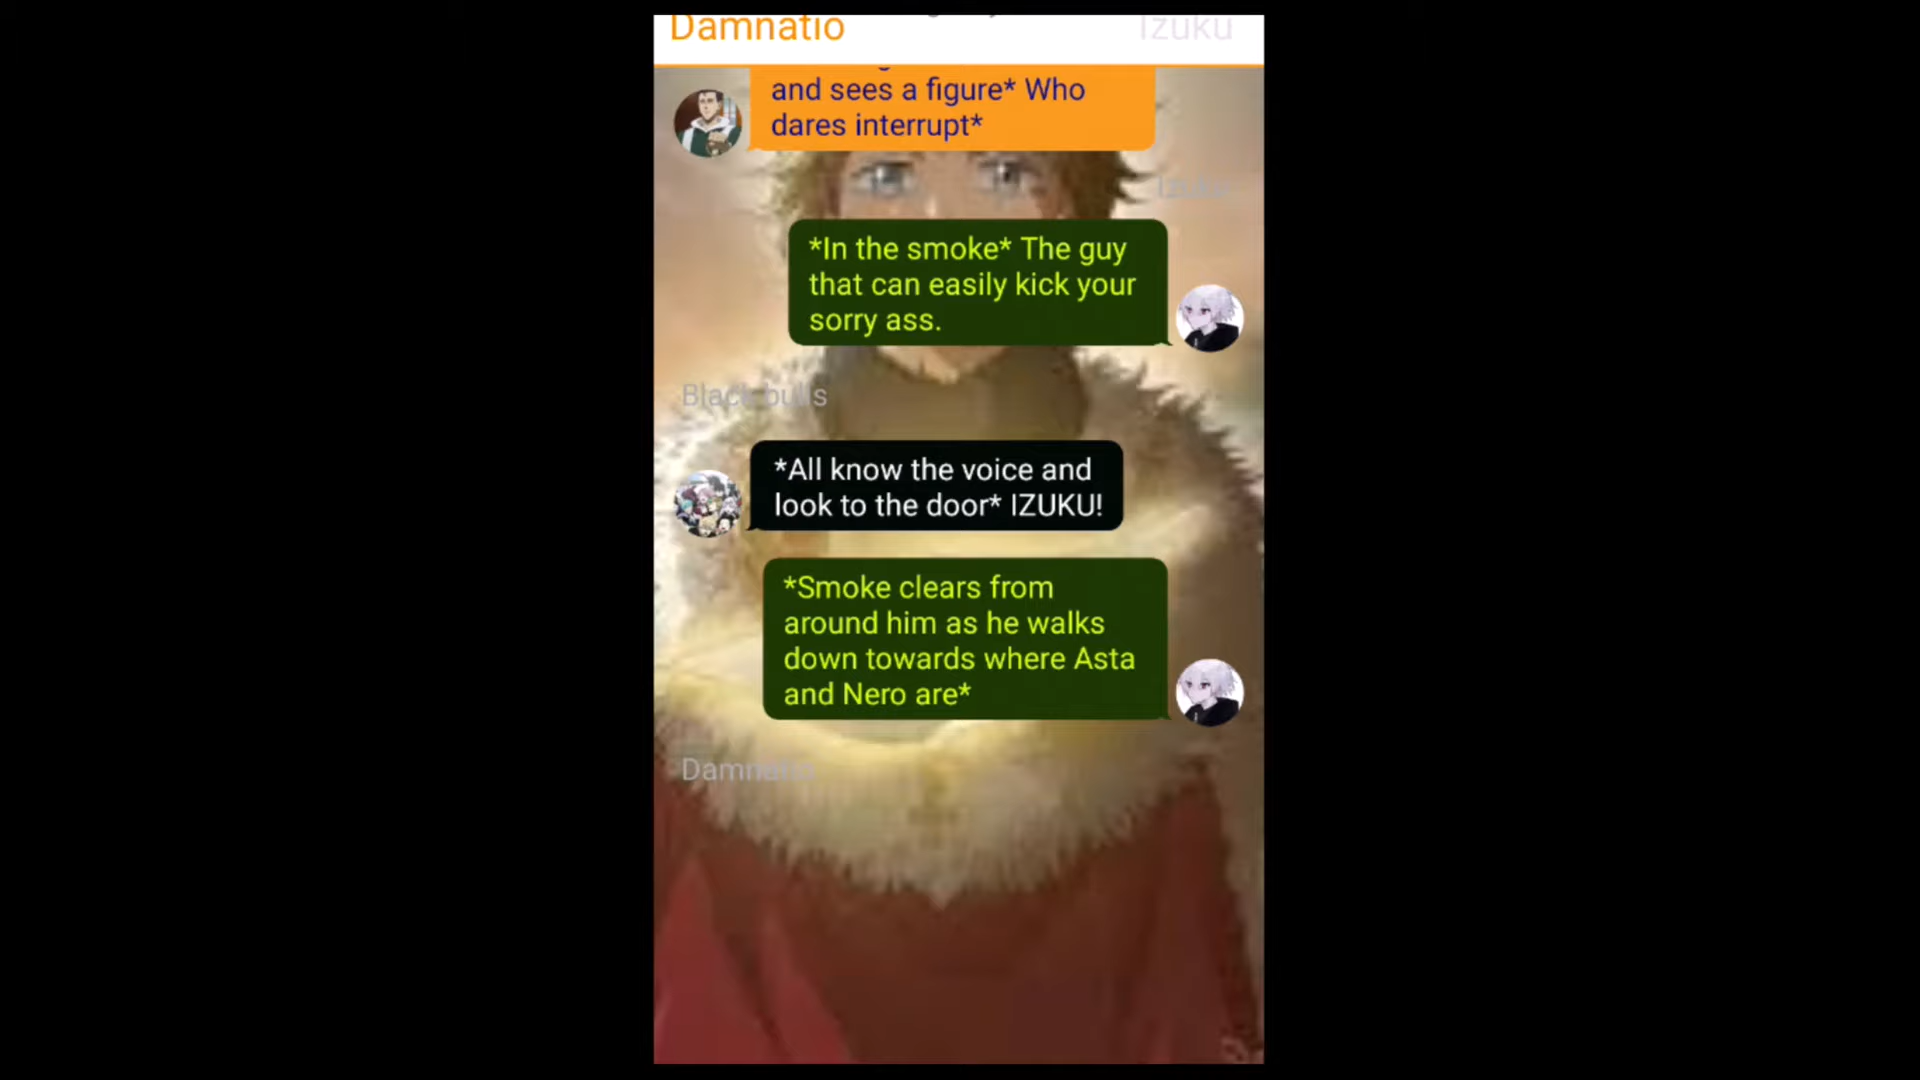 Damnatio Izuku
and sees a figure* Who
dares interrupt*
Izuku
*In the smoke* The guy
that can easily kick your
sorry ass.
Black bulls
*All know the voice and
look to the door* IZUKU!
*Smoke clears from
around him as he walks
down towards where Asta
and Nero are*
Damnatio